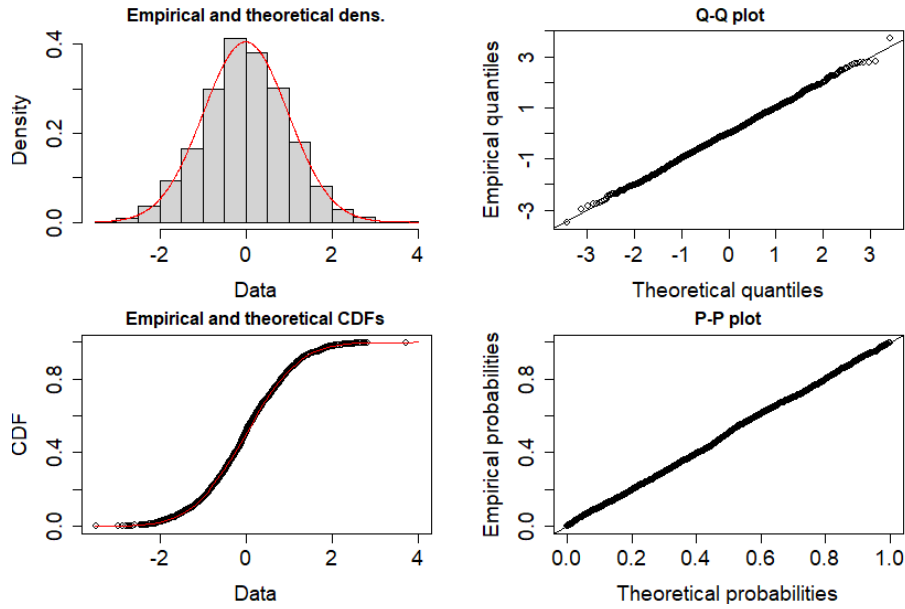 Empirical and theoretical dens.
Density
0.0 0.2 0.4
-2 0 2 4
Data
Q-Q plot
Empirical quantiles
-3 -1 1 3
-3 -2 -1 0 1 2 3
Theoretical quantiles
Empirical and theoretical CDFs
CDF
0.0 0.4 0.8
-2 0 2 4
Data
P-P plot
Empirical probabilities
0.0 0.4 0.8
0.0 0.2 0.4 0.6 0.8 1.0
Theoretical probabilities